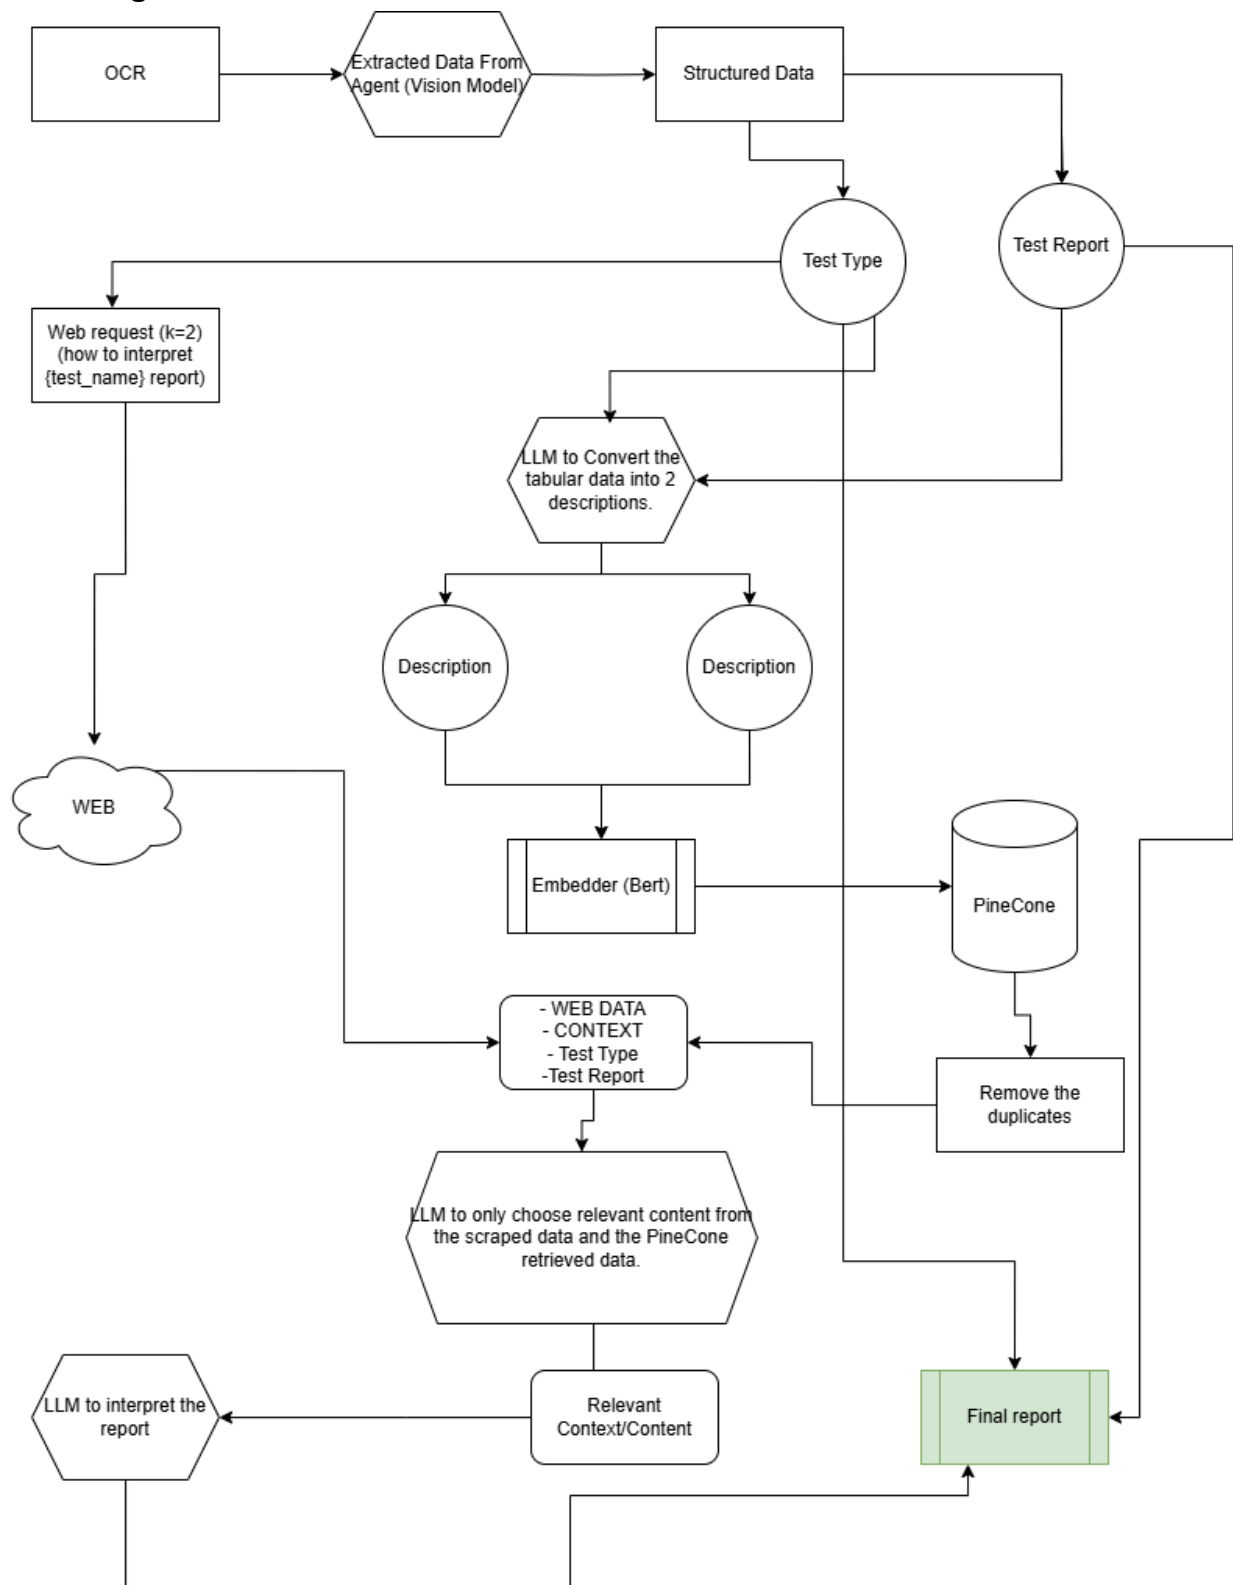 OCR
Extracted Data From
Agent (Vision Model)
Structured Data
Test Type
Test Report
Web request (k=2)
(how to interpret
{test_name} report)
LLM to Convert the
tabular data into 2
descriptions.
Description
Description
WEB
Embedder (Bert)
PineCone
- WEB DATA
- CONTEXT
- Test Type
-Test Report
Remove the
duplicates
LLM to only choose relevant content from
the scraped data and the PineCone
retrieved data.
LLM to interpret the
report
Relevant
Context/Content
Final report